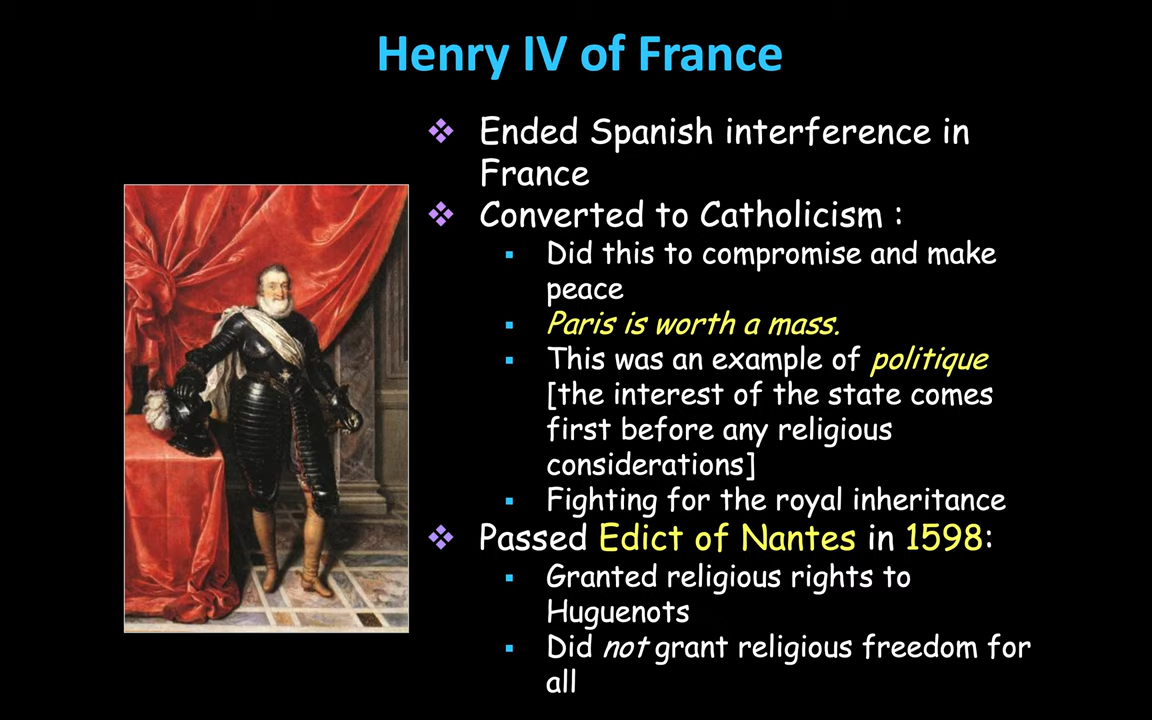 Henry IV of France
❖ Ended Spanish interference in
France
❖ Converted to Catholicism :
▪ Did this to compromise and make
peace
▪ Paris is worth a mass.
▪ This was an example of politique
[the interest of the state comes
first before any religious
considerations]
▪ Fighting for the royal inheritance
❖ Passed Edict of Nantes in 1598:
▪ Granted religious rights to
Huguenots
▪ Did not grant religious freedom for
all